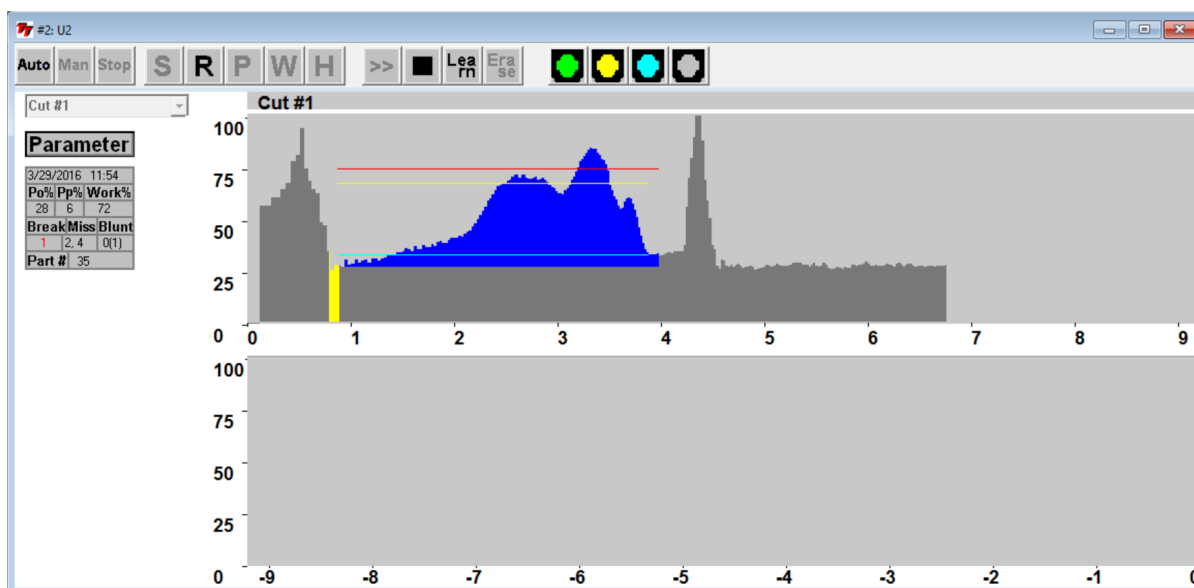 #2: U2
Auto Man Stop S R P W H >> Lea rn Era se
Cut #1
Cut #1
Parameter
3/29/2016 11:54
Po% Pp% Work%
28 6 72
Break Miss Blunt
1 2, 4 0(1)
Part # 35
100
75
50
25
0
0 1 2 3 4 5 6 7 8 9
100
75
50
25
0
-9 -8 -7 -6 -5 -4 -3 -2 -1 0